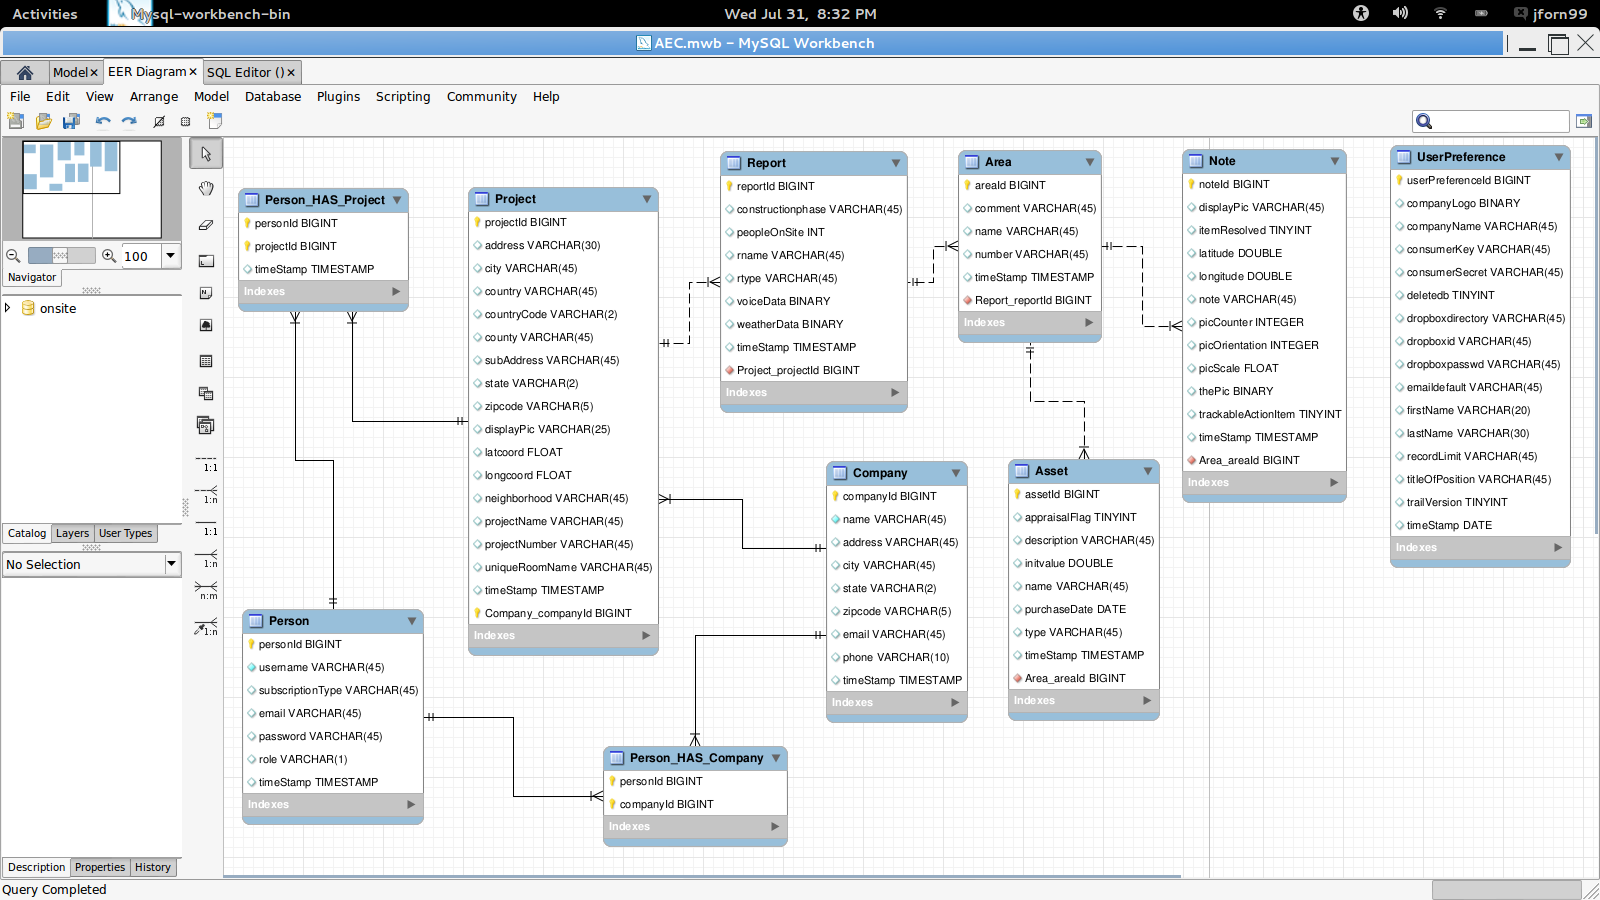 Activities
Mysql-workbench-bin
Wed Jul 31, 8:32 PM
jforn99
AEC.mwb - MySQL Workbench
Model×
EER Diagram×
SQL Editor ()×
File Edit View Arrange Model Database Plugins Scripting Community Help
100
Navigator
onsite
Catalog Layers User Types
No Selection
Description Properties History
Query Completed
1:1
1:n
1:1
1:n
n:m
1:n
Person_HAS_Project
personId BIGINT
projectId BIGINT
timeStamp TIMESTAMP
Indexes
Project
projectId BIGINT
address VARCHAR(30)
city VARCHAR(45)
country VARCHAR(45)
countryCode VARCHAR(2)
county VARCHAR(45)
subAddress VARCHAR(45)
state VARCHAR(2)
zipcode VARCHAR(5)
displayPic VARCHAR(25)
latcoord FLOAT
longcoord FLOAT
neighborhood VARCHAR(45)
projectName VARCHAR(45)
projectNumber VARCHAR(45)
uniqueRoomName VARCHAR(45)
timeStamp TIMESTAMP
Company_companyId BIGINT
Indexes
Report
reportId BIGINT
constructionphase VARCHAR(45)
peopleOnSite INT
rname VARCHAR(45)
rtype VARCHAR(45)
voiceData BINARY
weatherData BINARY
timeStamp TIMESTAMP
Project_projectId BIGINT
Indexes
Area
areaId BIGINT
comment VARCHAR(45)
name VARCHAR(45)
number VARCHAR(45)
timeStamp TIMESTAMP
Report_reportId BIGINT
Indexes
Note
noteId BIGINT
displayPic VARCHAR(45)
itemResolved TINYINT
latitude DOUBLE
longitude DOUBLE
note VARCHAR(45)
picCounter INTEGER
picOrientation INTEGER
picScale FLOAT
thePic BINARY
trackableActionItem TINYINT
timeStamp TIMESTAMP
Area_areaId BIGINT
Indexes
UserPreference
userPreferenceId BIGINT
companyLogo BINARY
companyName VARCHAR(45)
consumerKey VARCHAR(45)
consumerSecret VARCHAR(45)
deletedb TINYINT
dropboxdirectory VARCHAR(45)
dropboxid VARCHAR(45)
dropboxpasswd VARCHAR(45)
emaildefault VARCHAR(45)
firstName VARCHAR(20)
lastName VARCHAR(30)
recordLimit VARCHAR(45)
titleOfPosition VARCHAR(45)
trailVersion TINYINT
timeStamp DATE
Indexes
Company
companyId BIGINT
name VARCHAR(45)
address VARCHAR(45)
city VARCHAR(45)
state VARCHAR(2)
zipcode VARCHAR(5)
email VARCHAR(45)
phone VARCHAR(10)
timeStamp TIMESTAMP
Indexes
Asset
assetId BIGINT
appraisalFlag TINYINT
description VARCHAR(45)
initvalue DOUBLE
name VARCHAR(45)
purchaseDate DATE
type VARCHAR(45)
timeStamp TIMESTAMP
Area_areaId BIGINT
Indexes
Person
personId BIGINT
username VARCHAR(45)
subscriptionType VARCHAR(45)
email VARCHAR(45)
password VARCHAR(45)
role VARCHAR(1)
timeStamp TIMESTAMP
Indexes
Person_HAS_Company
personId BIGINT
companyId BIGINT
Indexes